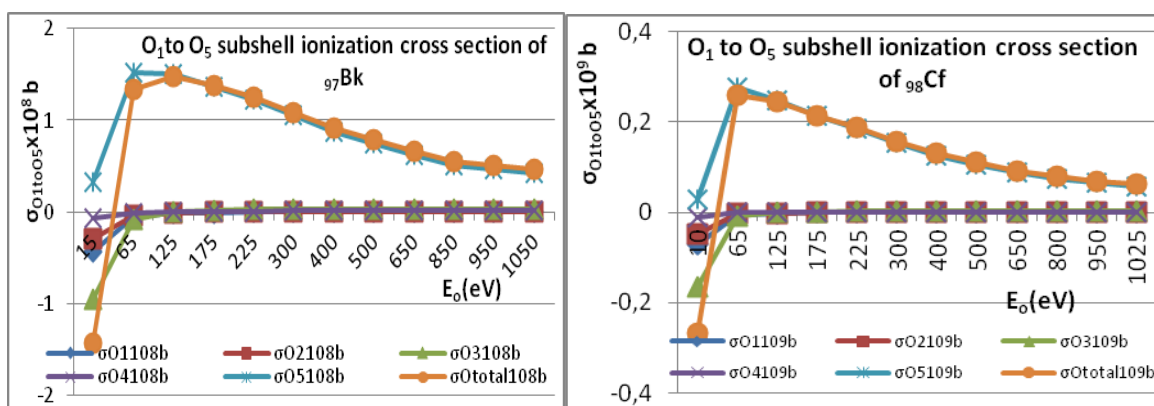 O₁to O₅ subshell ionization cross section of
₉₇Bk
σO1toO5x10⁸ b
2
1
0
-1
-2
15
65
125
175
225
300
400
500
650
850
950
1050
Eₒ(eV)
σO1108b
σO2108b
σO3108b
σO4108b
σO5108b
σOtotal108b
O₁ to O₅ subshell ionization cross section
of ₉₈Cf
σO1toO5x10⁹ b
0,4
0,2
0
-0,2
-0,4
10
65
125
175
225
300
400
500
650
850
950
1025
Eₒ(eV)
σO1109b
σO2109b
σO3109b
σO4109b
σO5109b
σOtotal109b